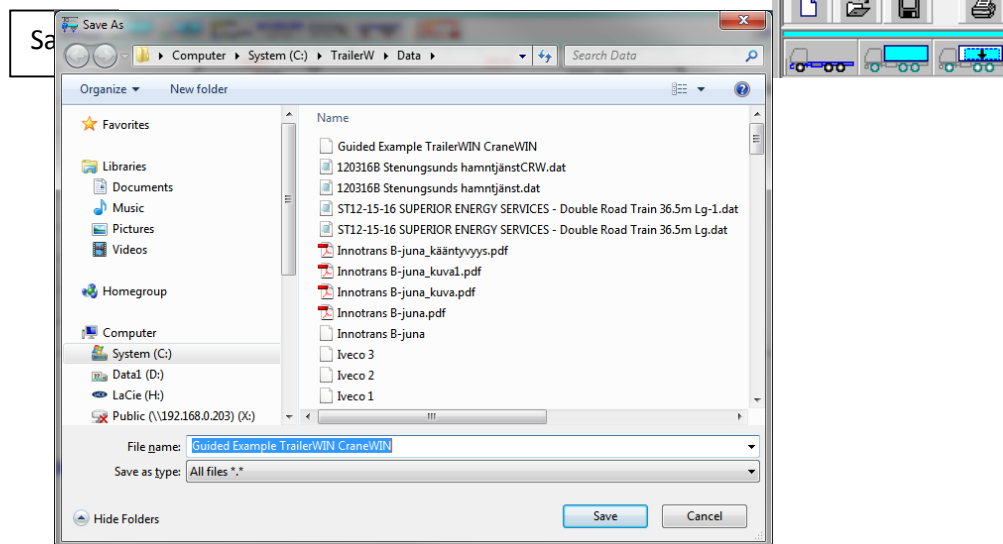 Save As
Sa
Computer ▸ System (C:) ▸ TrailerW ▸ Data ▸
Search Data
Organize
New folder
Favorites
Libraries
Documents
Music
Pictures
Videos
Homegroup
Computer
System (C:)
Data1 (D:)
LaCie (H:)
Public (\\192.168.0.203) (X:)
Name
Guided Example TrailerWIN CraneWIN
120316B Stenungsunds hamntjänstCRW.dat
120316B Stenungsunds hamntjänst.dat
ST12-15-16 SUPERIOR ENERGY SERVICES - Double Road Train 36.5m Lg-1.dat
ST12-15-16 SUPERIOR ENERGY SERVICES - Double Road Train 36.5m Lg.dat
Innotrans B-juna_kääntyvyys.pdf
Innotrans B-juna_kuva1.pdf
Innotrans B-juna_kuva.pdf
Innotrans B-juna.pdf
Innotrans B-juna
Iveco 3
Iveco 2
Iveco 1
File name: Guided Example TrailerWIN CraneWIN
Save as type: All files *.*
Hide Folders
Save
Cancel